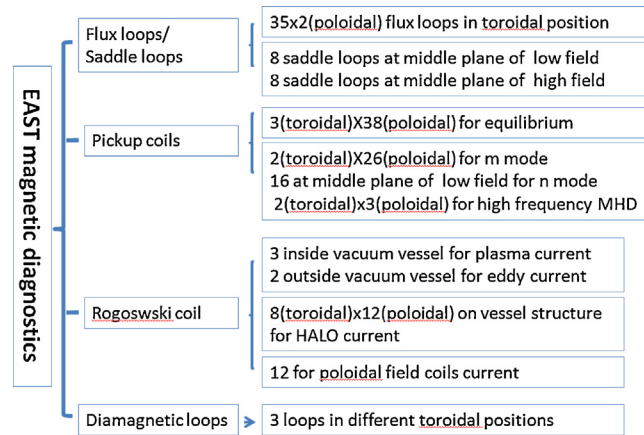 EAST magnetic diagnostics
Flux loops/
Saddle loops
35x2(poloidal) flux loops in toroidal position
8 saddle loops at middle plane of low field
8 saddle loops at middle plane of high field
Pickup coils
3(toroidal)X38(poloidal) for equilibrium
2(toroidal)X26(poloidal) for m mode
16 at middle plane of low field for n mode
2(toroidal)x3(poloidal) for high frequency MHD
Rogoswski coil
3 inside vacuum vessel for plasma current
2 outside vacuum vessel for eddy current
8(toroidal)x12(poloidal) on vessel structure
for HALO current
12 for poloidal field coils current
Diamagnetic loops
3 loops in different toroidal positions